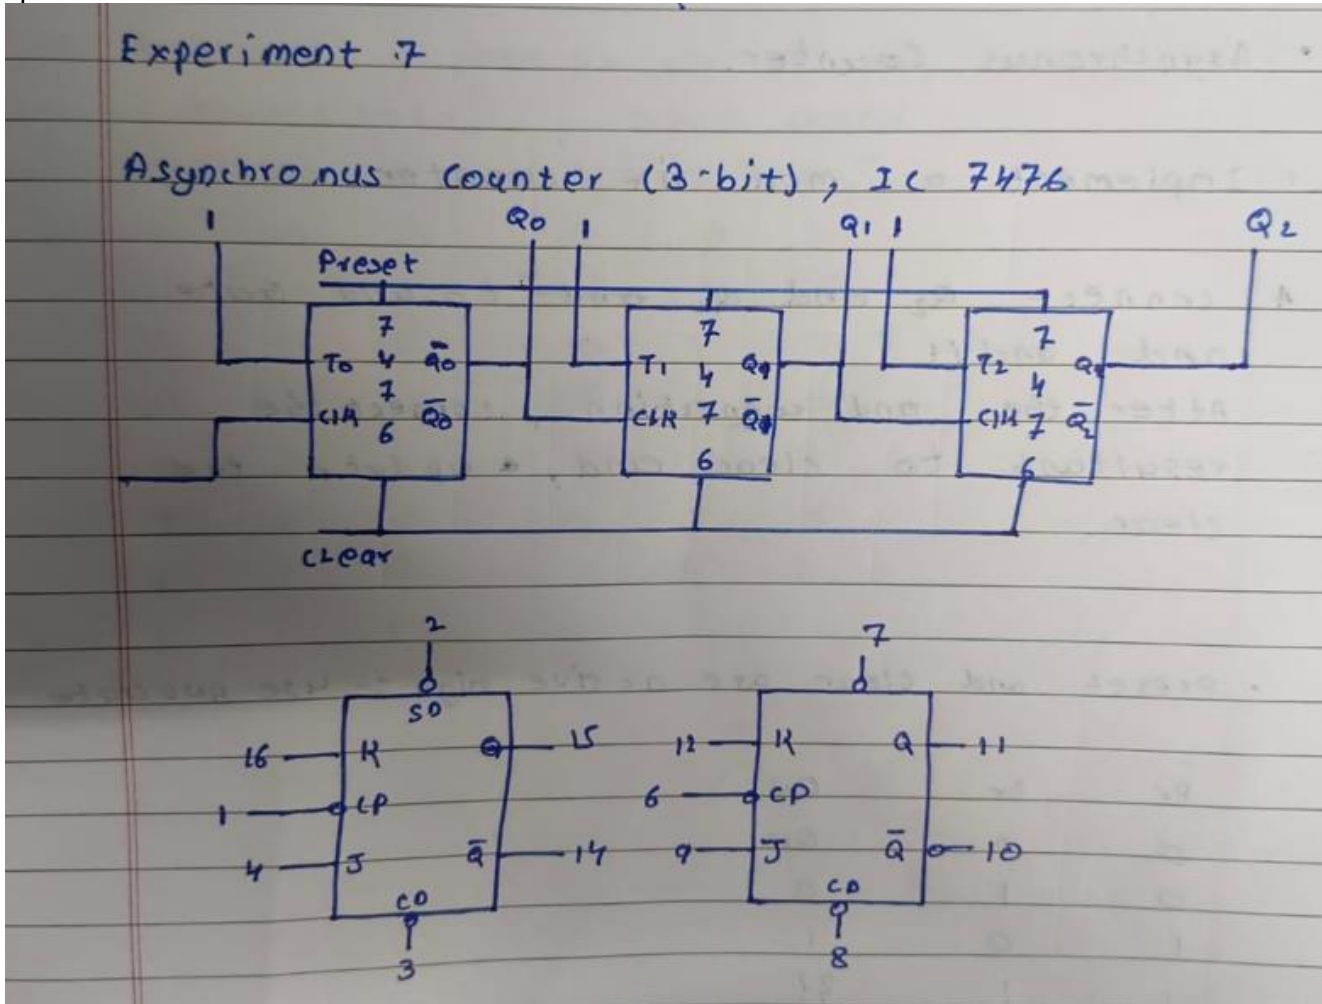 Experiment 7
Asynchronus Counter (3-bit), IC 7476
1 Q0 1 Q1 1 Q2
Preset
7 7 7
T0 4 Q̅0 T1 4 Q1 T2 4
7 7 7
CLK 6 Q̅0 CLK 6 CLK 6 Q̅2
CLear
2 7
SD
16 K Q 15 12 K Q 11
1 CP 6 CP
4 J Q̅ 14 9 J Q̅ 10
CD CD
3 8